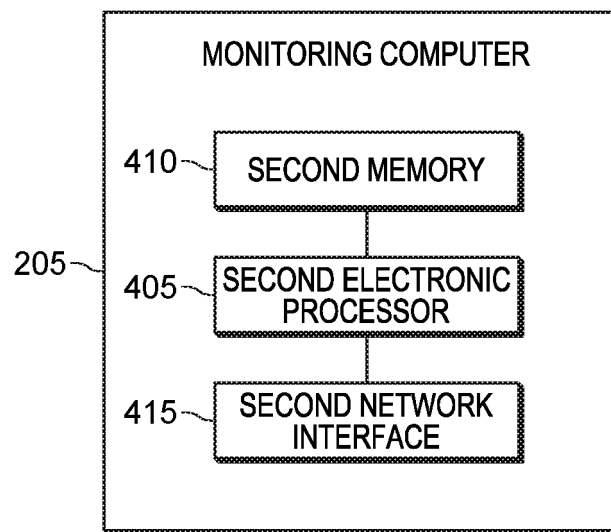 MONITORING COMPUTER
410
SECOND MEMORY
205
405
SECOND ELECTRONIC
PROCESSOR
415
SECOND NETWORK
INTERFACE